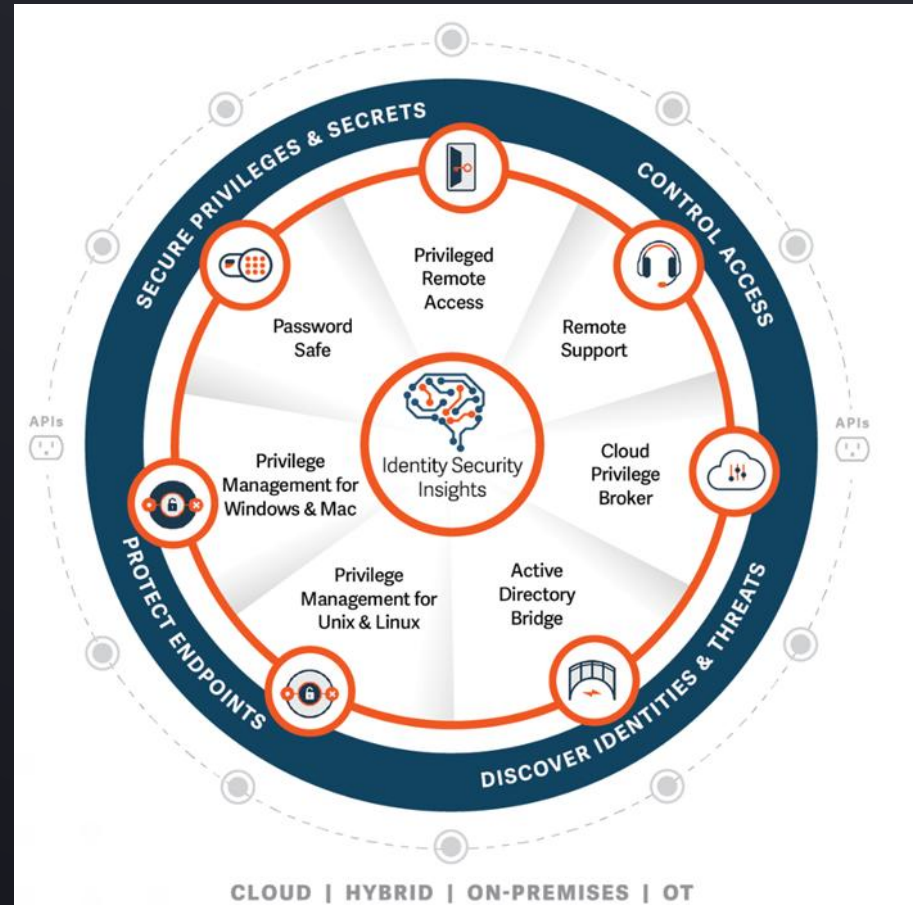 SECURE PRIVILEGES & SECRETS
CONTROL ACCESS
Privileged
Remote
Access
Password
Safe
Remote
Support
APIs
APIs
Identity Security
Insights
Privilege
Management for
Windows & Mac
Cloud
Privilege
Broker
Privilege
Management for
Unix & Linux
Active
Directory
Bridge
PROTECT ENDPOINTS
DISCOVER IDENTITIES & THREATS
CLOUD | HYBRID | ON-PREMISES | OT